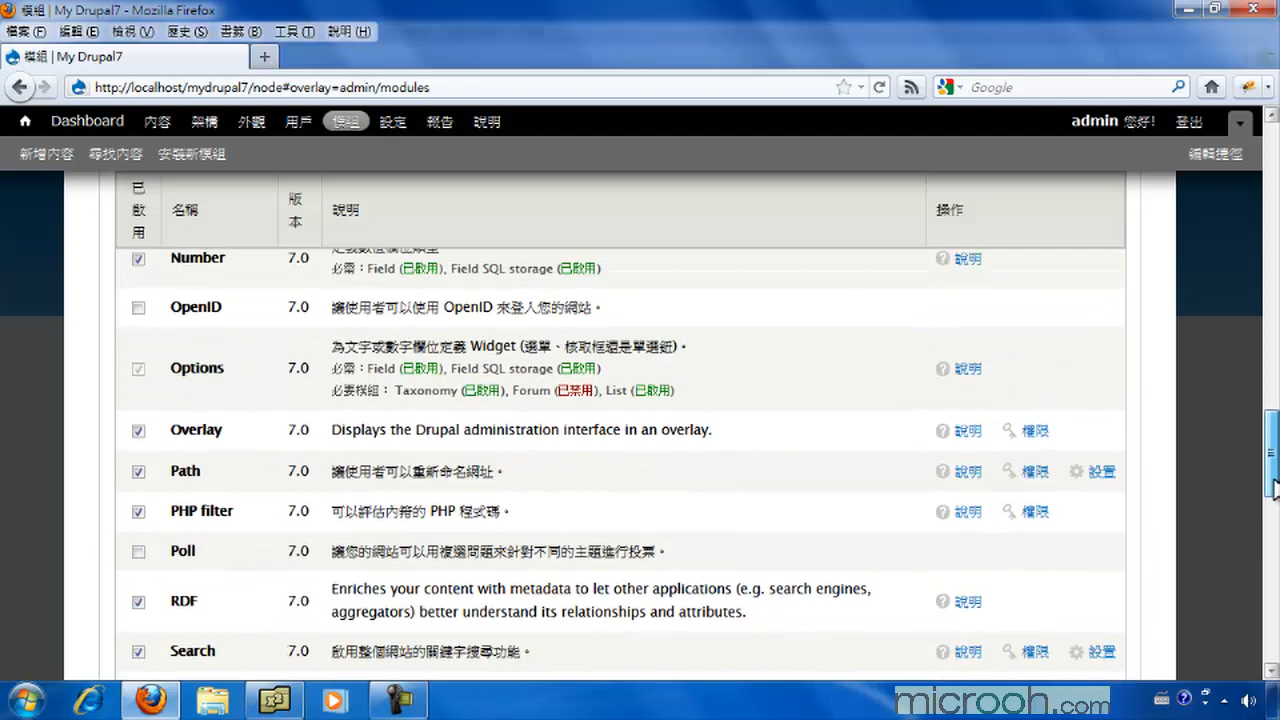 模組 | My Drupal7 - Mozilla Firefox
檔案(F) 編輯(E) 檢視(V) 歷史(S) 書籤(B) 工具(T) 說明(H)
模組 | My Drupal7
http://localhost/mydrupal7/node#overlay=admin/modules
Google
Dashboard 內容 架構 外觀 用戶 模組 設定 報告 說明 admin 您好! 登出
新增內容 尋找內容 安裝新模組 編輯捷徑
已啟用 名稱 版本 說明 操作
Number 7.0 說明
必需：Field (已啟用), Field SQL storage (已啟用)
OpenID 7.0 讓使用者可以使用 OpenID 來登入您的網站。
為文字或數字欄位定義 Widget (選單、核取框還是單選鈕)。
Options 7.0 必需：Field (已啟用), Field SQL storage (已啟用) 說明
必要模組： Taxonomy (已啟用), Forum (已禁用), List (已啟用)
Overlay 7.0 Displays the Drupal administration interface in an overlay. 說明 權限
Path 7.0 讓使用者可以重新命名網址。 說明 權限 設置
PHP filter 7.0 可以評估內嵌的 PHP 程式碼。 說明 權限
Poll 7.0 讓您的網站可以用複選問題來針對不同的主題進行投票。
Enriches your content with metadata to let other applications (e.g. search engines,
RDF 7.0 說明
aggregators) better understand its relationships and attributes.
Search 7.0 啟用整個網站的關鍵字搜尋功能。 說明 權限 設置
microoh.com